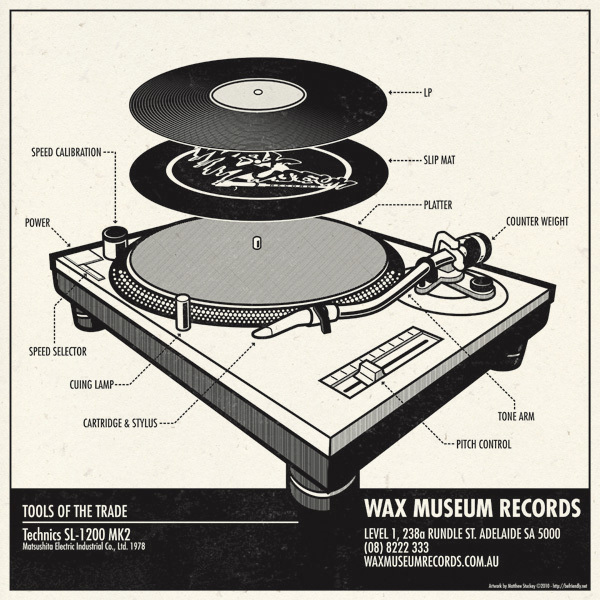 LP
SPEED CALIBRATION
SLIP MAT
PLATTER
POWER
COUNTER WEIGHT
SPEED SELECTOR
CUING LAMP
CARTRIDGE & STYLUS
TONE ARM
PITCH CONTROL
TOOLS OF THE TRADE
Technics SL-1200 MK2
Matsushita Electric Industrial Co., Ltd. 1978
WAX MUSEUM RECORDS
LEVEL 1, 238a RUNDLE ST. ADELAIDE SA 5000
(08) 8222 333
WAXMUSEUMRECORDS.COM.AU